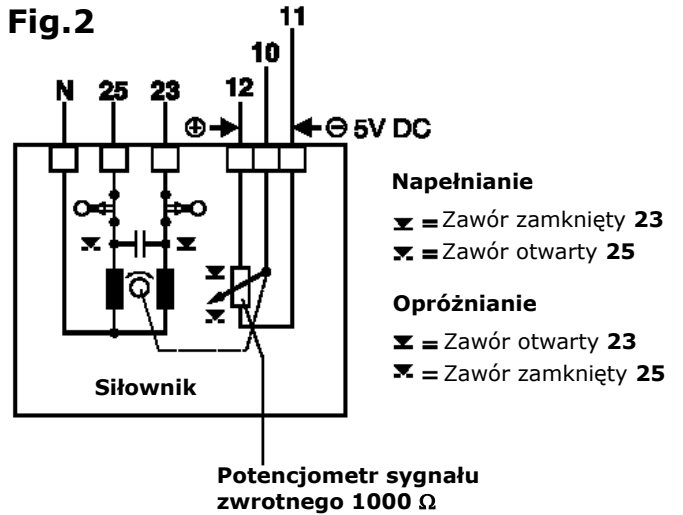 Fig.2
11
10
N 25 23 12
⊕ ⊖ 5V DC
Napełnianie
= Zawór zamknięty 23
= Zawór otwarty 25
Opróżnianie
= Zawór otwarty 23
= Zawór zamknięty 25
Siłownik
Potencjometr sygnału
zwrotnego 1000 Ω